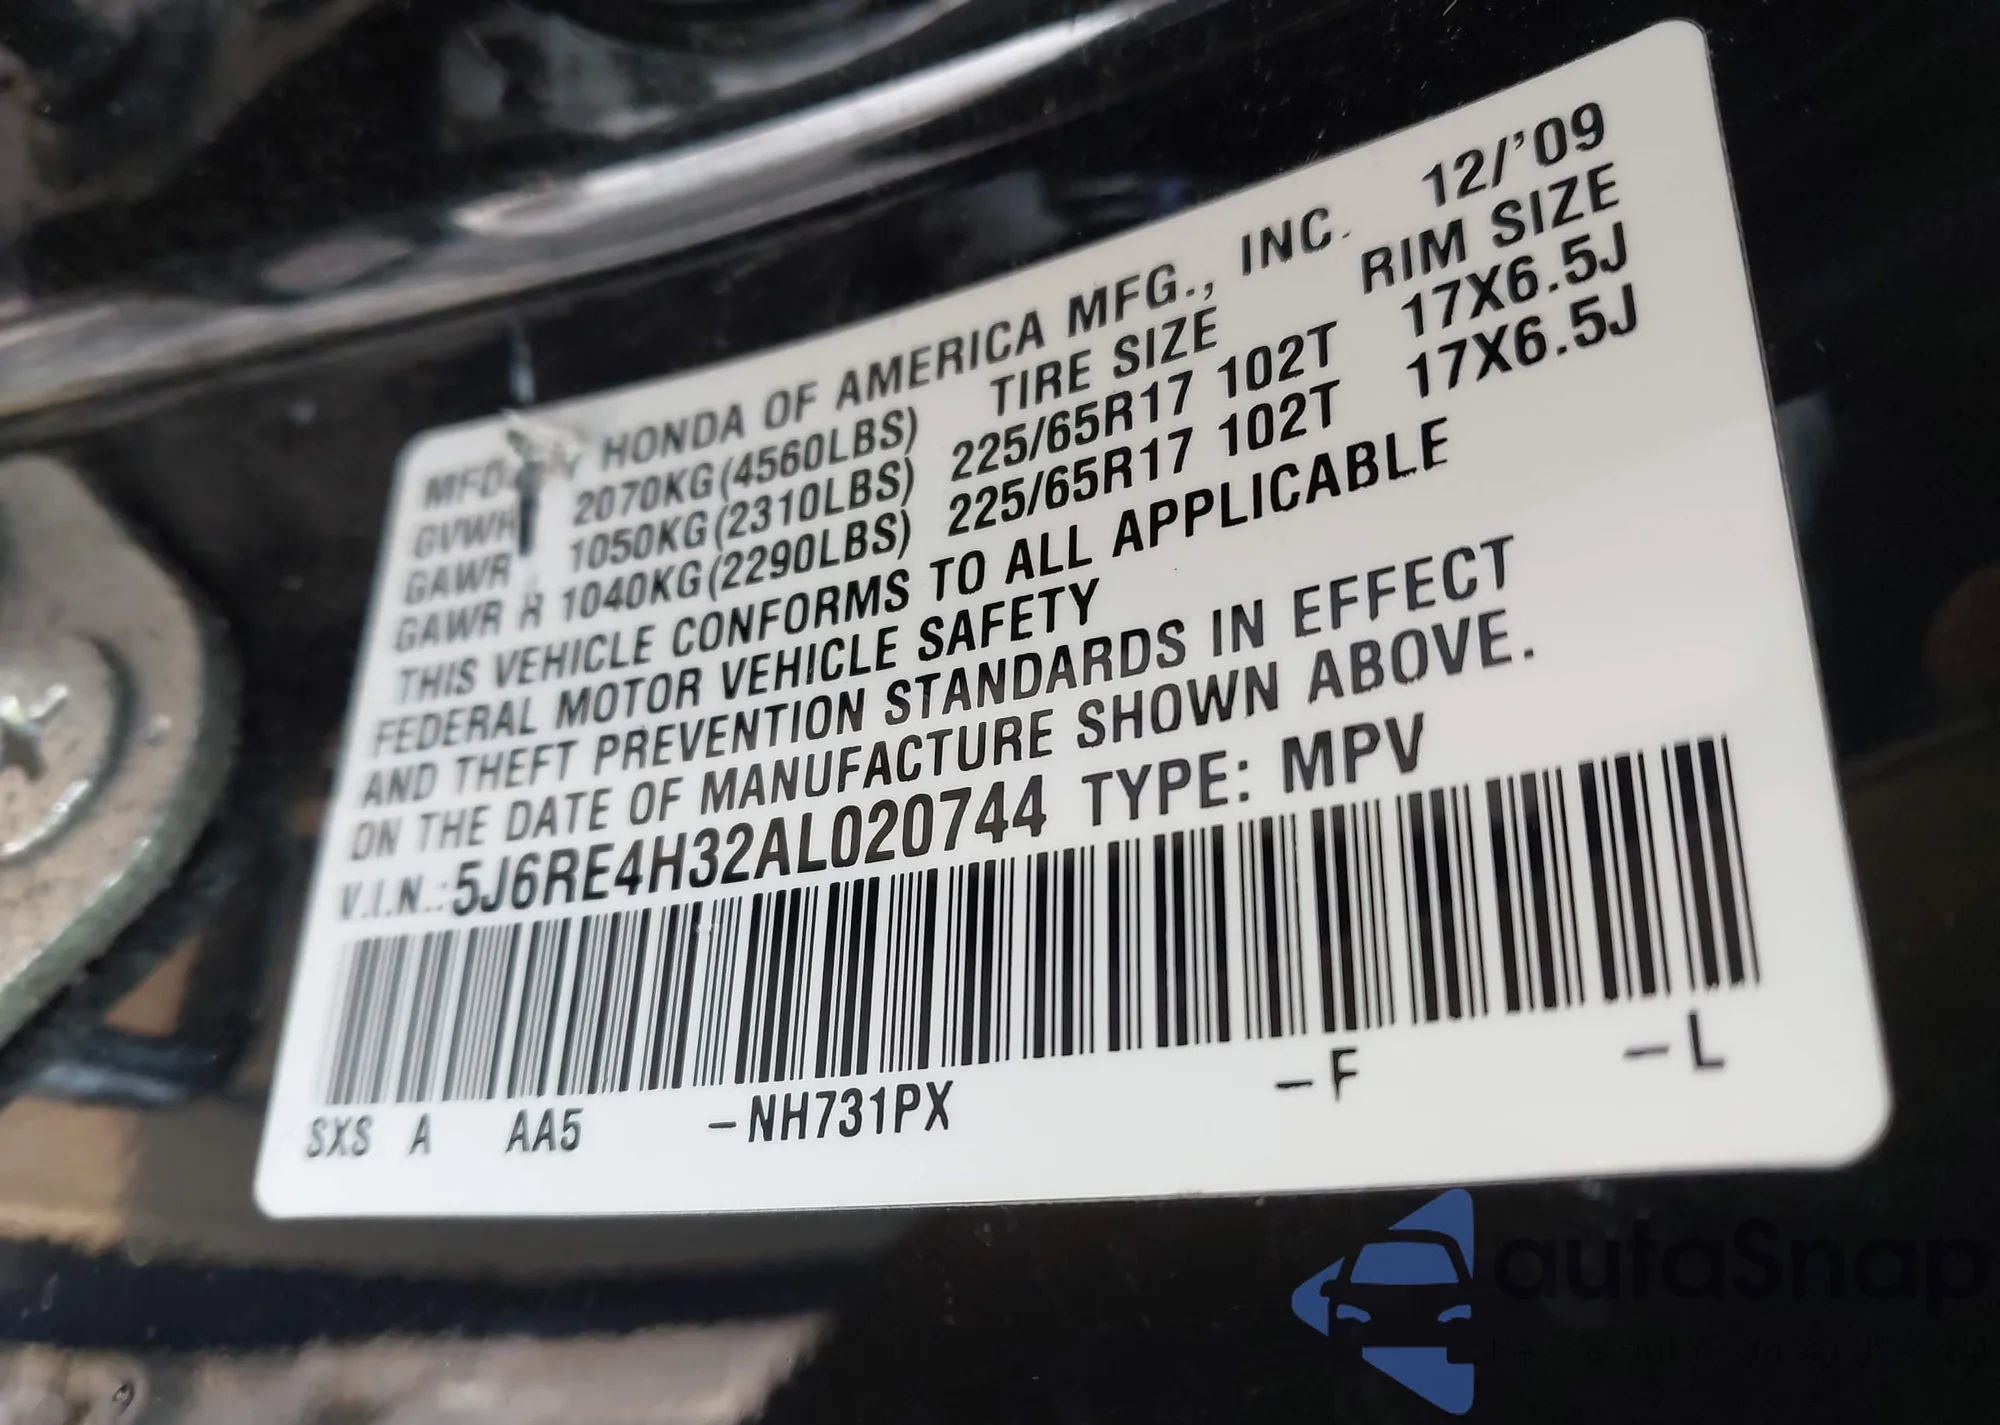 MFD. BY HONDA OF AMERICA MFG., INC. 12/'09
GVWR 2070KG(4560LBS) TIRE SIZE RIM SIZE
GAWR 1050KG(2310LBS) 225/65R17 102T 17X6.5J
GAWR R 1040KG(2290LBS) 225/65R17 102T 17X6.5J
THIS VEHICLE CONFORMS TO ALL APPLICABLE
FEDERAL MOTOR VEHICLE SAFETY
AND THEFT PREVENTION STANDARDS IN EFFECT
ON THE DATE OF MANUFACTURE SHOWN ABOVE.
V.I.N.:5J6RE4H32AL020744 TYPE: MPV
SXS A AA5 -NH731PX -F -L
autaSnap